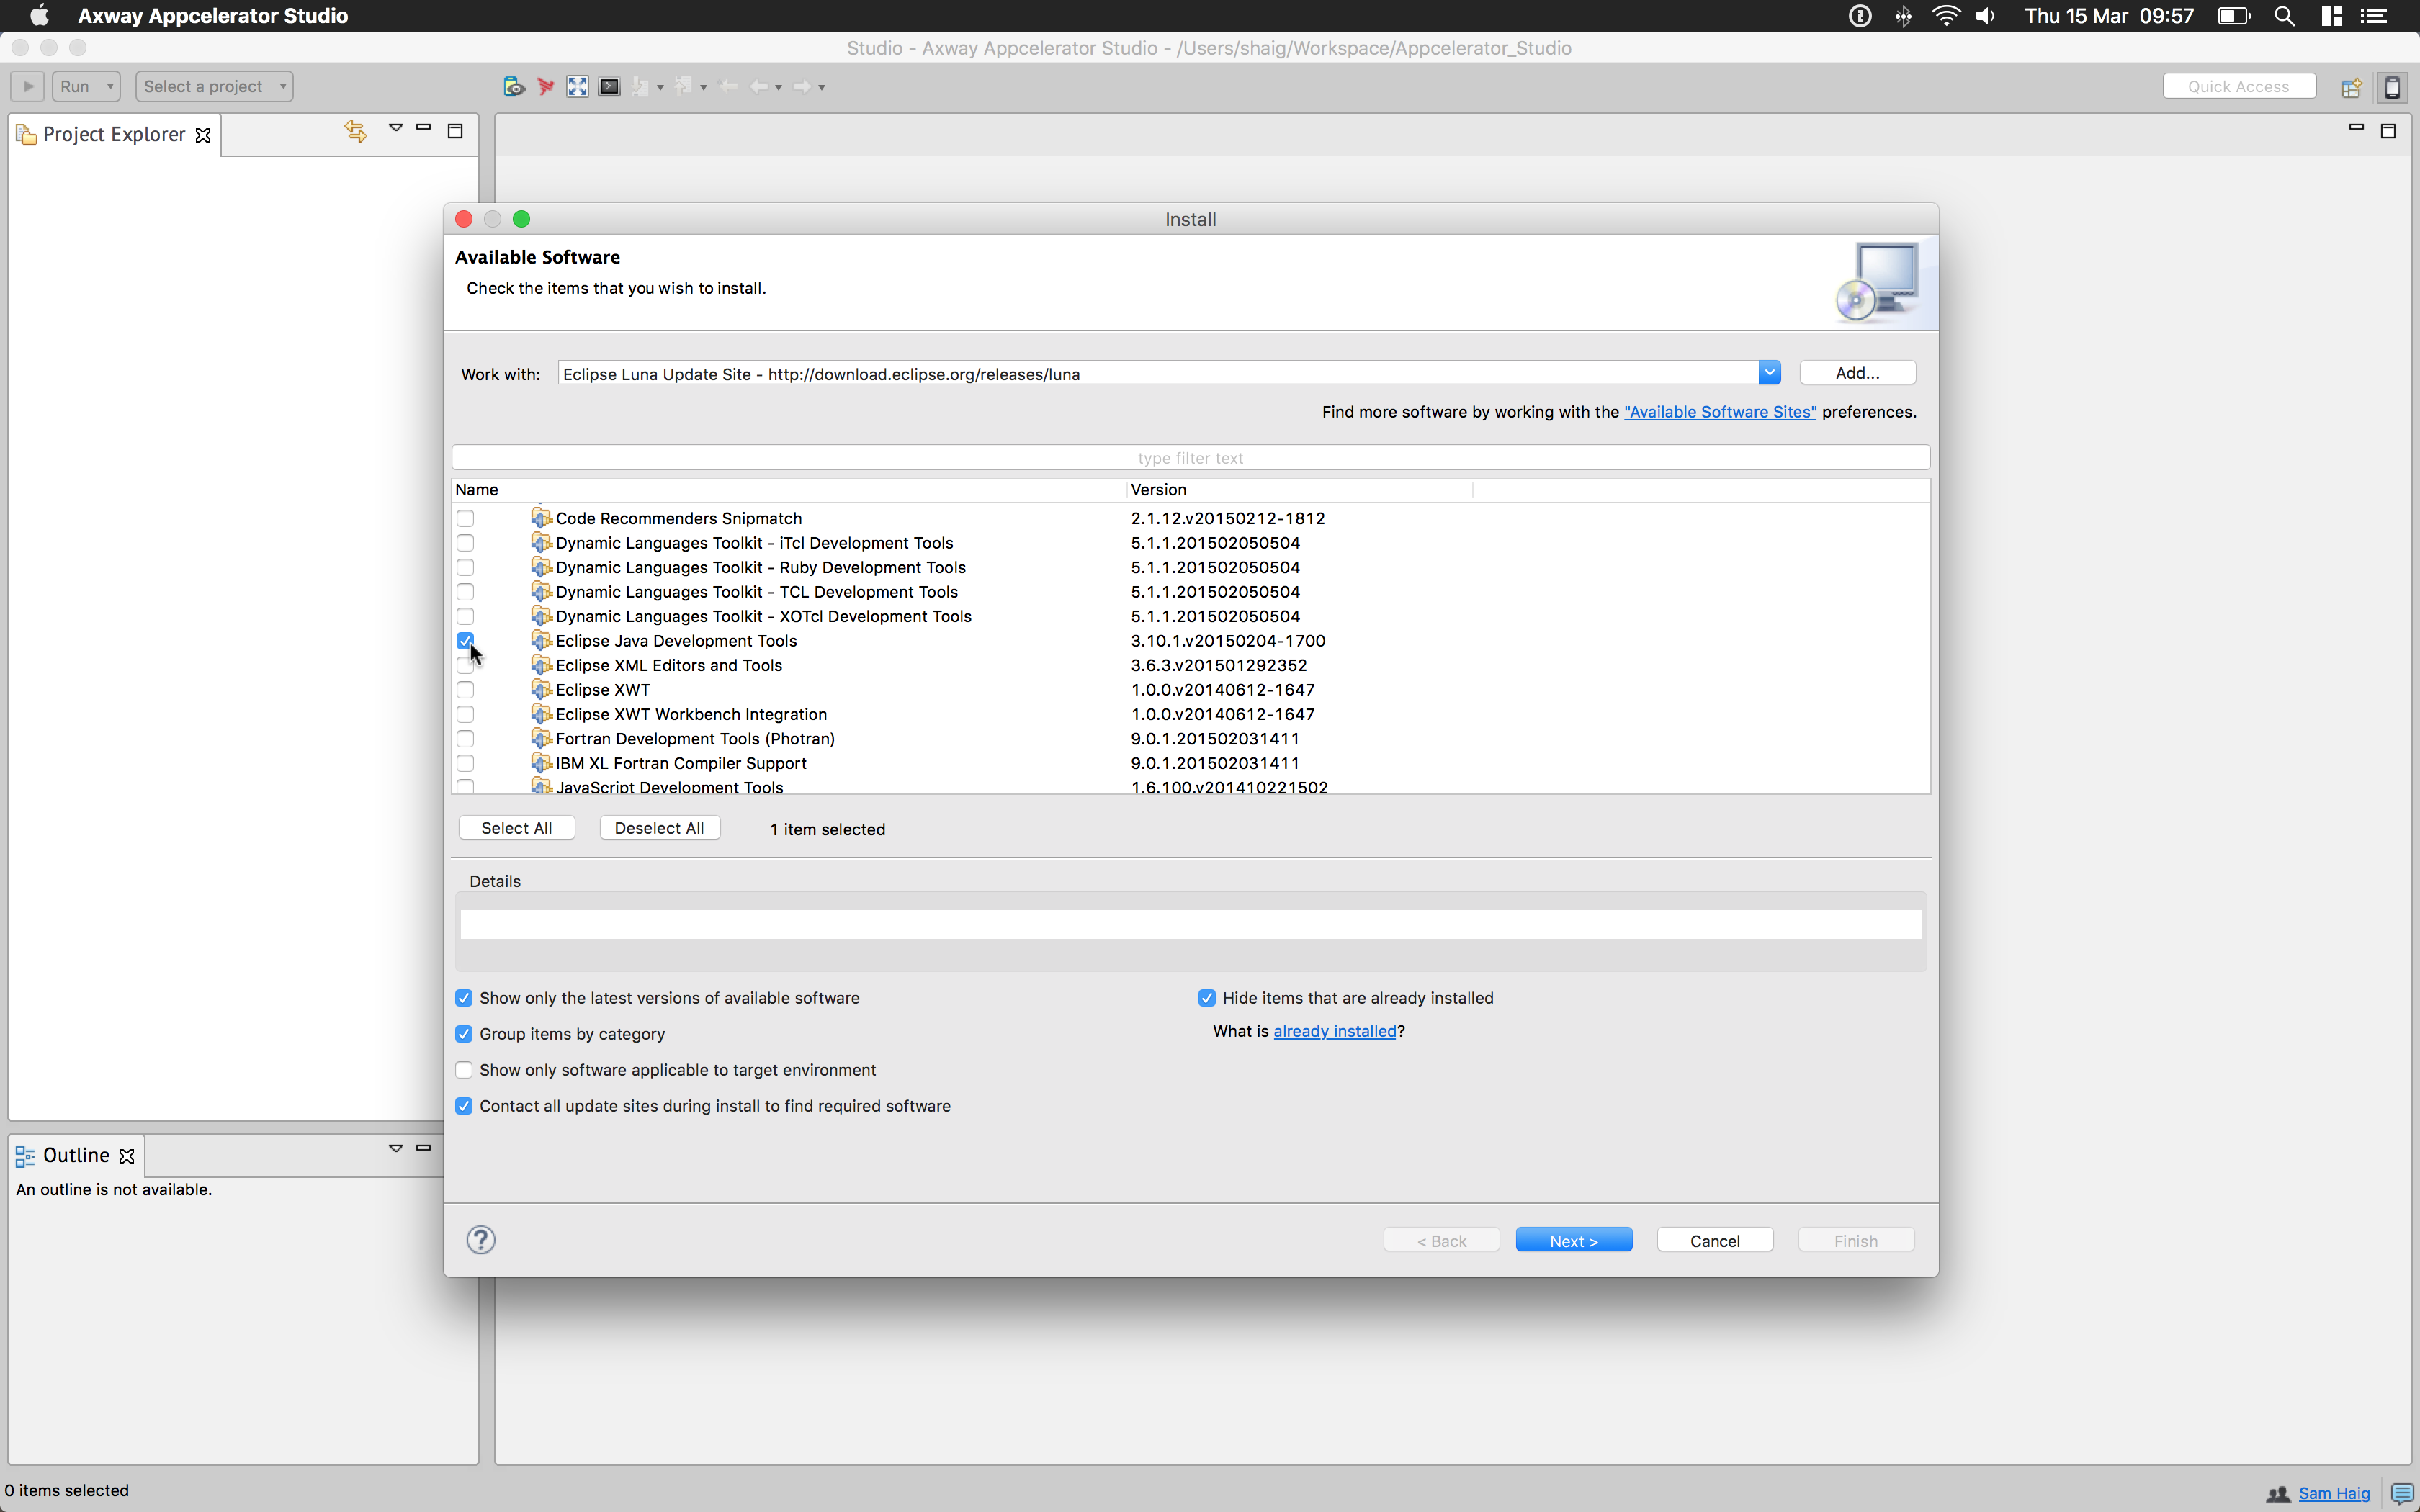 Axway Appcelerator Studio
Thu 15 Mar 09:57
Studio - Axway Appcelerator Studio - /Users/shaig/Workspace/Appcelerator_Studio
Run
Select a project
Quick Access
Project Explorer
Install
Available Software
Check the items that you wish to install.
Work with:
Eclipse Luna Update Site - http://download.eclipse.org/releases/luna
Add...
Find more software by working with the "Available Software Sites" preferences.
type filter text
Name Version
Code Recommenders Snipmatch 2.1.12.v20150212-1812
Dynamic Languages Toolkit - iTcl Development Tools 5.1.1.201502050504
Dynamic Languages Toolkit - Ruby Development Tools 5.1.1.201502050504
Dynamic Languages Toolkit - TCL Development Tools 5.1.1.201502050504
Dynamic Languages Toolkit - XOTcl Development Tools 5.1.1.201502050504
Eclipse Java Development Tools 3.10.1.v20150204-1700
Eclipse XML Editors and Tools 3.6.3.v201501292352
Eclipse XWT 1.0.0.v20140612-1647
Eclipse XWT Workbench Integration 1.0.0.v20140612-1647
Fortran Development Tools (Photran) 9.0.1.201502031411
IBM XL Fortran Compiler Support 9.0.1.201502031411
JavaScript Development Tools 1.6.100.v201410221502
Select All
Deselect All
1 item selected
Details
Show only the latest versions of available software
Hide items that are already installed
Group items by category
What is already installed?
Show only software applicable to target environment
Contact all update sites during install to find required software
Outline
An outline is not available.
?
< Back
Next >
Cancel
Finish
0 items selected
Sam Haig